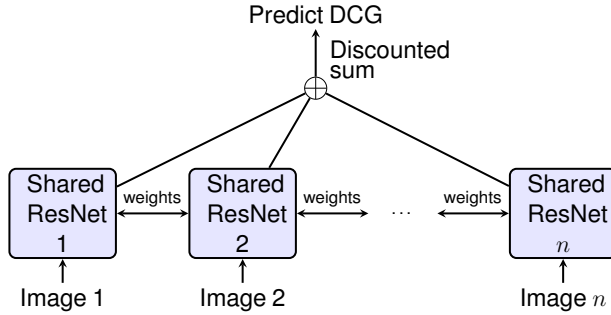 Predict DCG
Discounted
sum
Shared
ResNet
1
weights
Shared
ResNet
2
weights
...
weights
Shared
ResNet
n
Image 1
Image 2
Image n